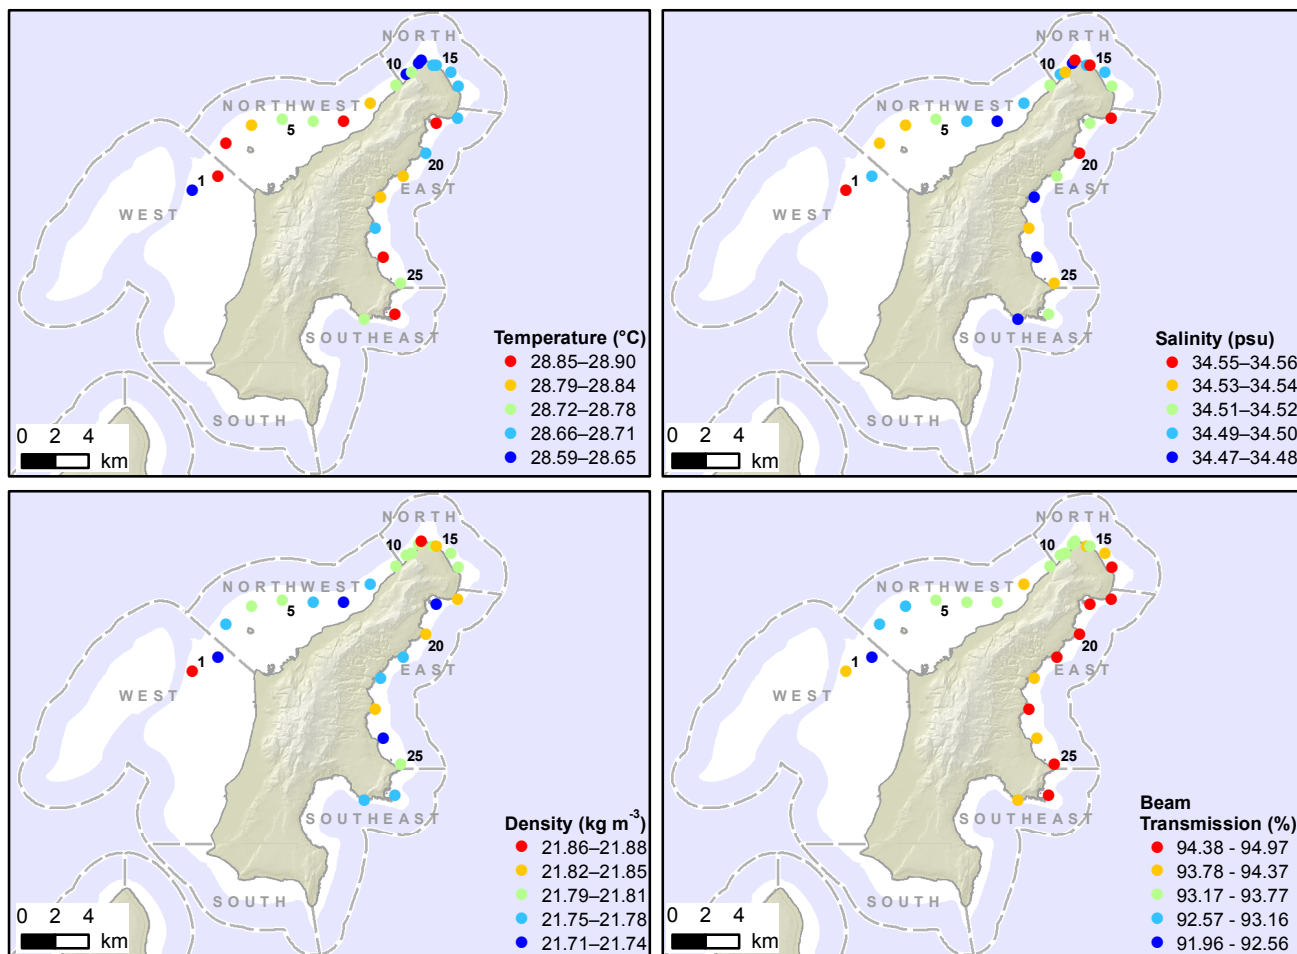 NORTH
10
15
NORTHWEST
5
20
1
EAST
WEST
25
SOUTHEAST
SOUTH
Temperature (°C)
28.85–28.90
28.79–28.84
28.72–28.78
28.66–28.71
28.59–28.65
0 2 4
km
NORTH
10
15
NORTHWEST
5
20
1
EAST
WEST
25
SOUTHEAST
SOUTH
Salinity (psu)
34.55–34.56
34.53–34.54
34.51–34.52
34.49–34.50
34.47–34.48
0 2 4
km
NORTH
10
15
NORTHWEST
5
20
1
EAST
WEST
25
SOUTHEAST
SOUTH
Density (kg m⁻³)
21.86–21.88
21.82–21.85
21.79–21.81
21.75–21.78
21.71–21.74
0 2 4
km
NORTH
10
15
NORTHWEST
5
20
1
EAST
WEST
25
SOUTHEAST
SOUTH
Beam
Transmission (%)
94.38 - 94.97
93.78 - 94.37
93.17 - 93.77
92.57 - 93.16
91.96 - 92.56
0 2 4
km